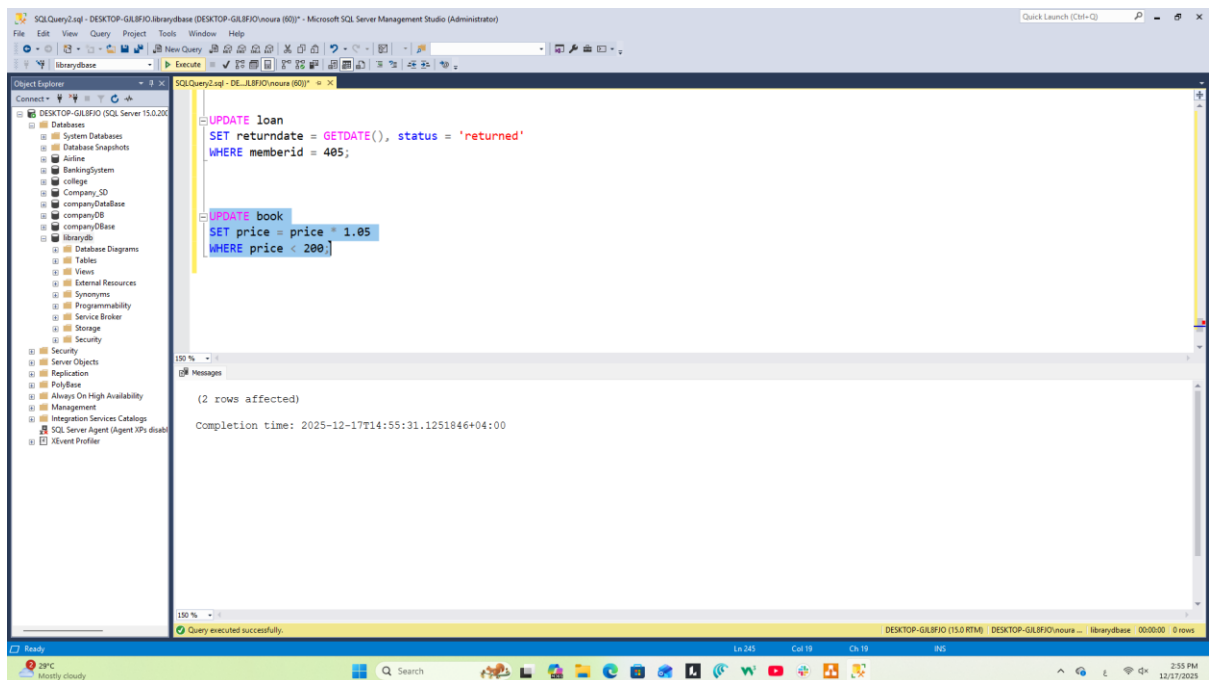 SQLQuery2.sql - DESKTOP-GJL8FJO.librarydbase (DESKTOP-GJL8FJO\noura (60))* - Microsoft SQL Server Management Studio (Administrator)
Quick Launch (Ctrl+Q)
File Edit View Query Project Tools Window Help
New Query
librarydbase
Execute
Object Explorer
SQLQuery2.sql - DE...JL8FJO\noura (60))*
Connect
DESKTOP-GJL8FJO (SQL Server 15.0.200
Databases
System Databases
Database Snapshots
Airline
BankingSystem
college
Company_SD
companyDataBase
companyDB
companyDBase
librarydb
Database Diagrams
Tables
Views
External Resources
Synonyms
Programmability
Service Broker
Storage
Security
Security
Server Objects
Replication
PolyBase
Always On High Availability
Management
Integration Services Catalogs
SQL Server Agent (Agent XPs disabl
XEvent Profiler
UPDATE loan
SET returndate = GETDATE(), status = 'returned'
WHERE memberid = 405;
UPDATE book
SET price = price * 1.05
WHERE price < 200;
150 %
Messages
(2 rows affected)
Completion time: 2025-12-17T14:55:31.1251846+04:00
150 %
Query executed successfully.
DESKTOP-GJL8FJO (15.0 RTM) DESKTOP-GJL8FJO\noura ... librarydbase 00:00:00 0 rows
Ready
Ln 245 Col 19 Ch 19 INS
29°C
Mostly cloudy
Search
ع
2:55 PM
12/17/2025